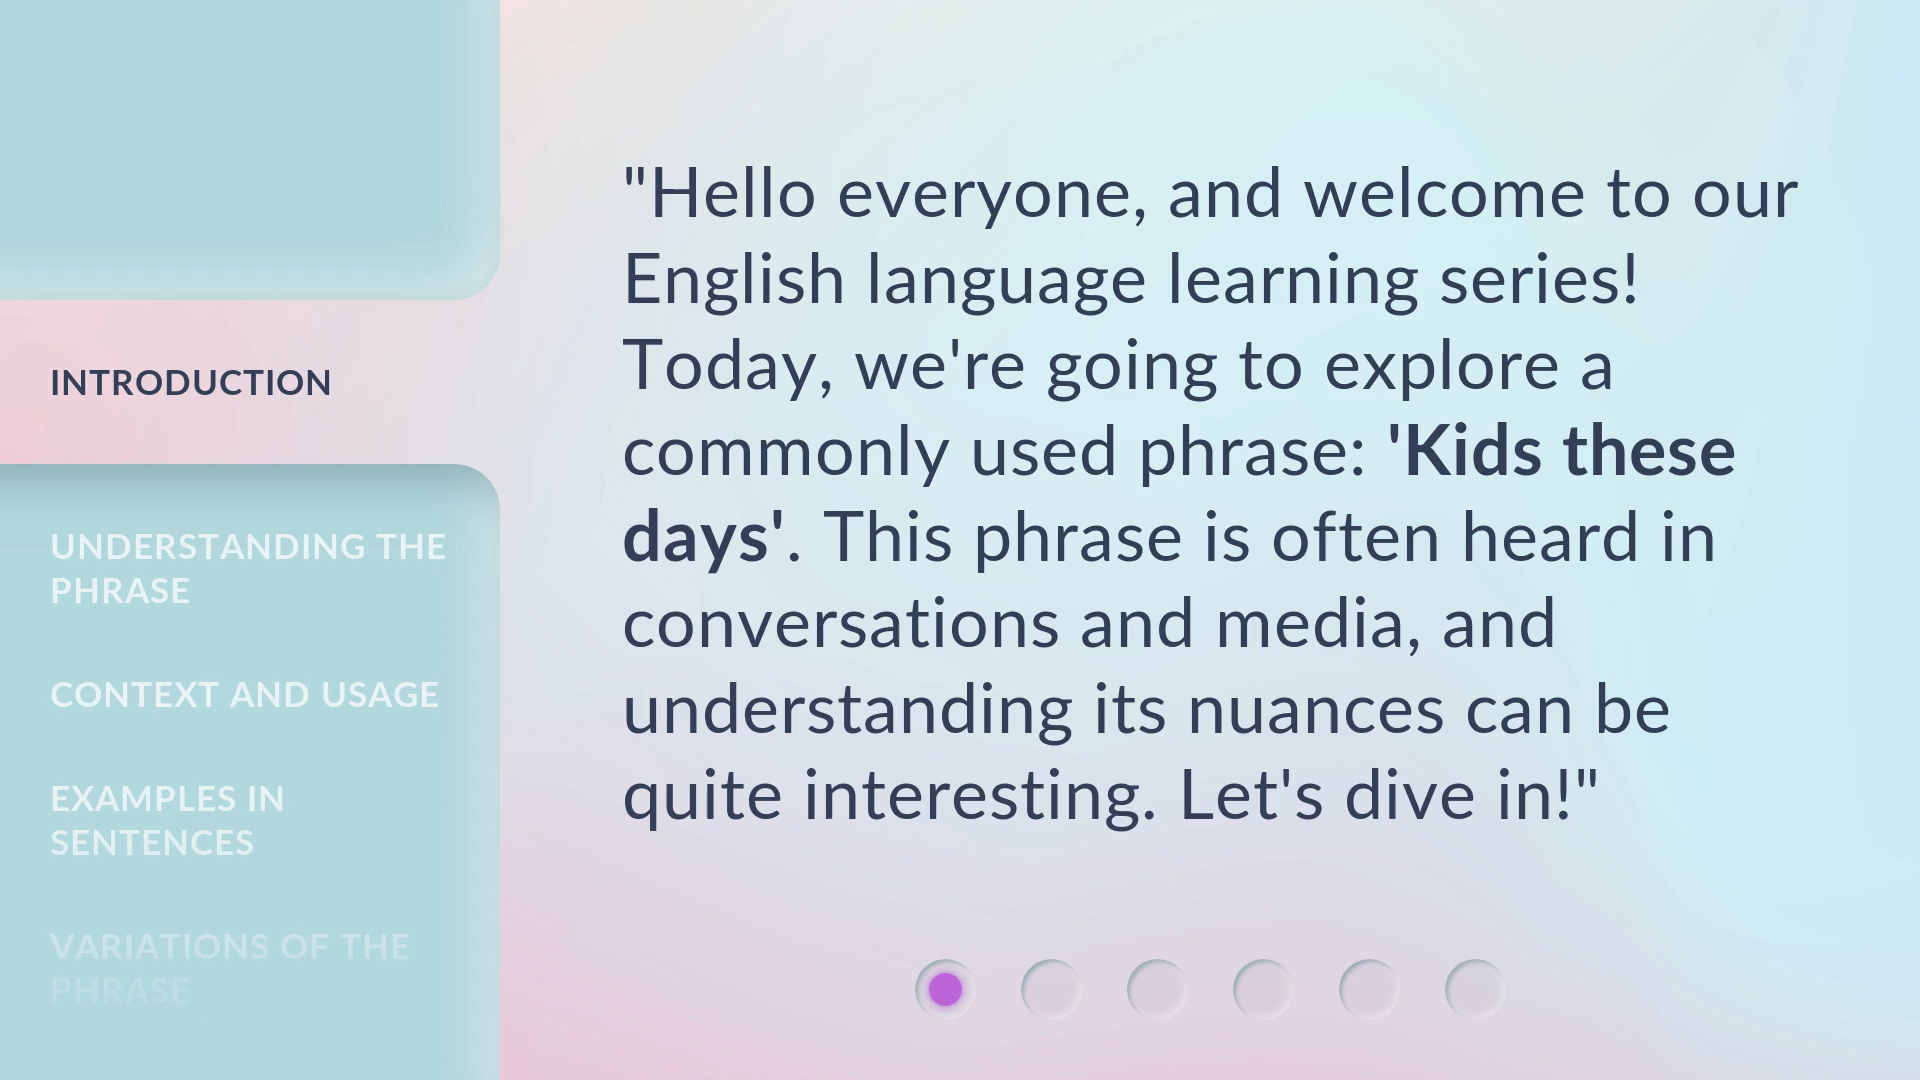 INTRODUCTION
UNDERSTANDING THE
PHRASE
CONTEXT AND USAGE
EXAMPLES IN
SENTENCES
VARIATIONS OF THE
PHRASE
"Hello everyone, and welcome to our
English language learning series!
Today, we're going to explore a
commonly used phrase: 'Kids these
days'. This phrase is often heard in
conversations and media, and
understanding its nuances can be
quite interesting. Let's dive in!"